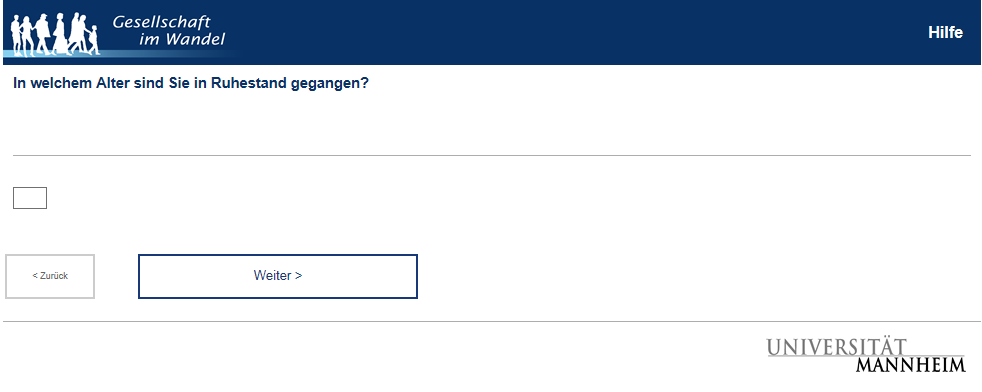 Gesellschaft
im Wandel
Hilfe
In welchem Alter sind Sie in Ruhestand gegangen?
< Zurück
Weiter >
UNIVERSITÄT
MANNHEIM